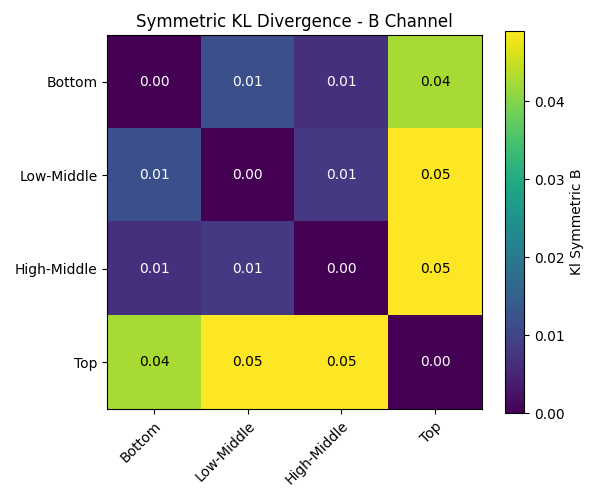 Symmetric KL Divergence - B Channel
Bottom 0.00 0.01 0.01 0.04
Low-Middle 0.01 0.00 0.01 0.05
High-Middle 0.01 0.01 0.00 0.05
Top 0.04 0.05 0.05 0.00
Bottom Low-Middle High-Middle Top
0.04
0.03
0.02
0.01
0.00
Kl Symmetric B